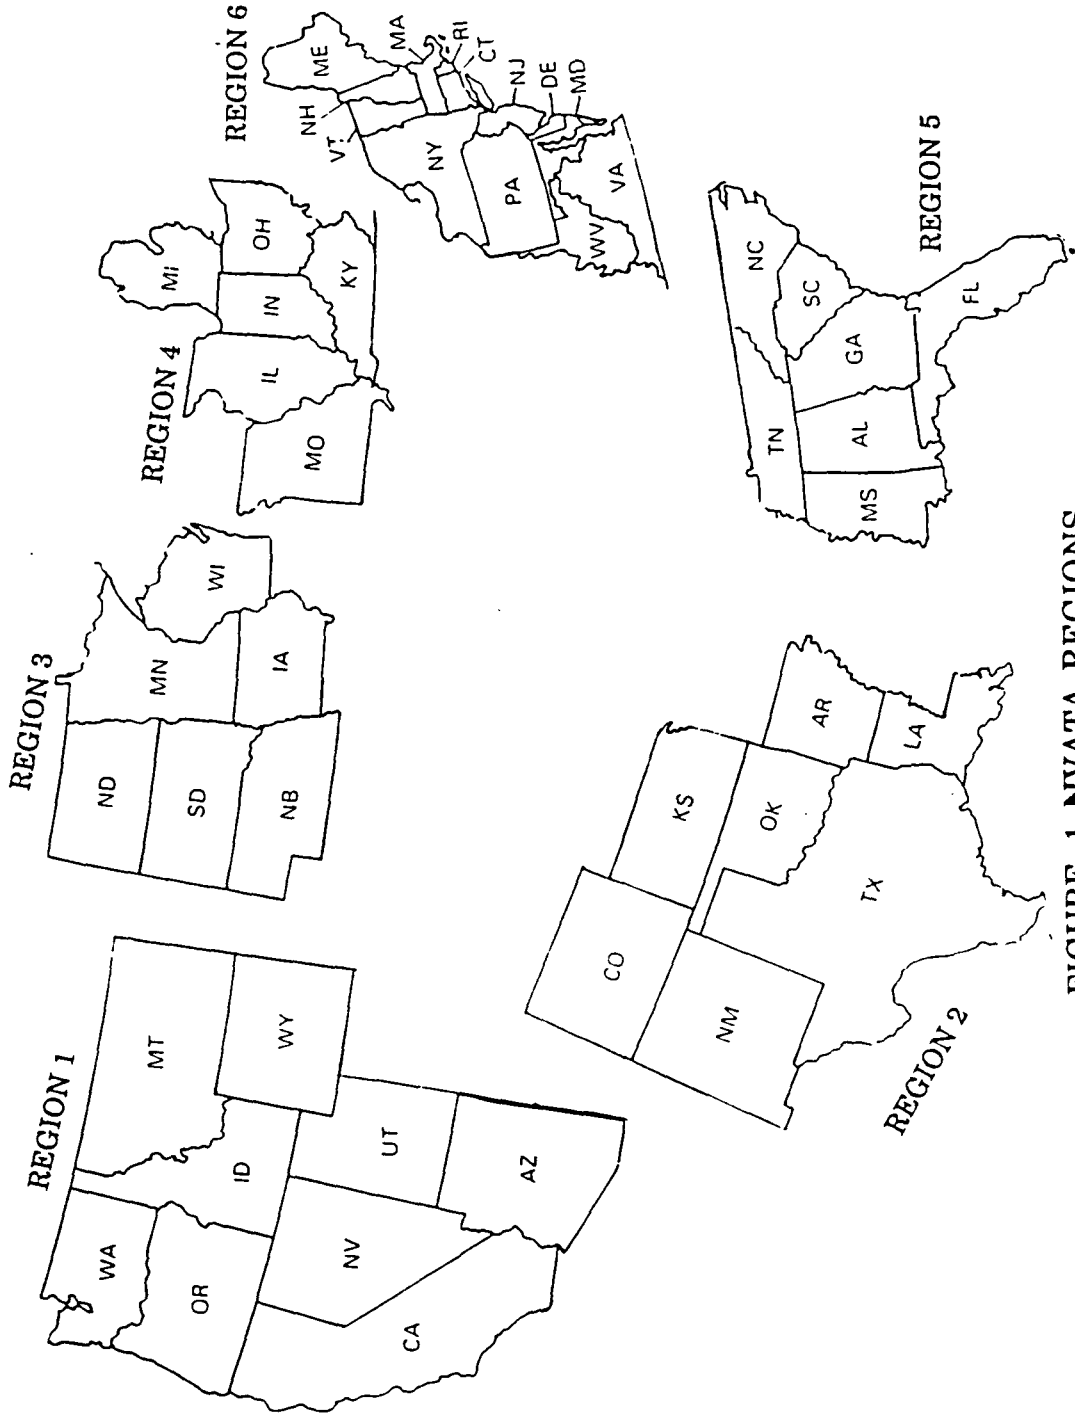 REGION 1
WA
MT
OR
ID
WY
NV
UT
CA
AZ
REGION 2
CO
KS
NM
OK
AR
TX
LA
REGION 3
ND
MN
SD
WI
NB
IA
REGION 4
MI
IL
IN
OH
MO
KY
REGION 5
TN
NC
SC
MS
AL
GA
FL
REGION 6
ME
NH
VT
MA
RI
CT
NY
NJ
PA
DE
MD
WV
VA
FIGURE 1 NVATA REGIONS